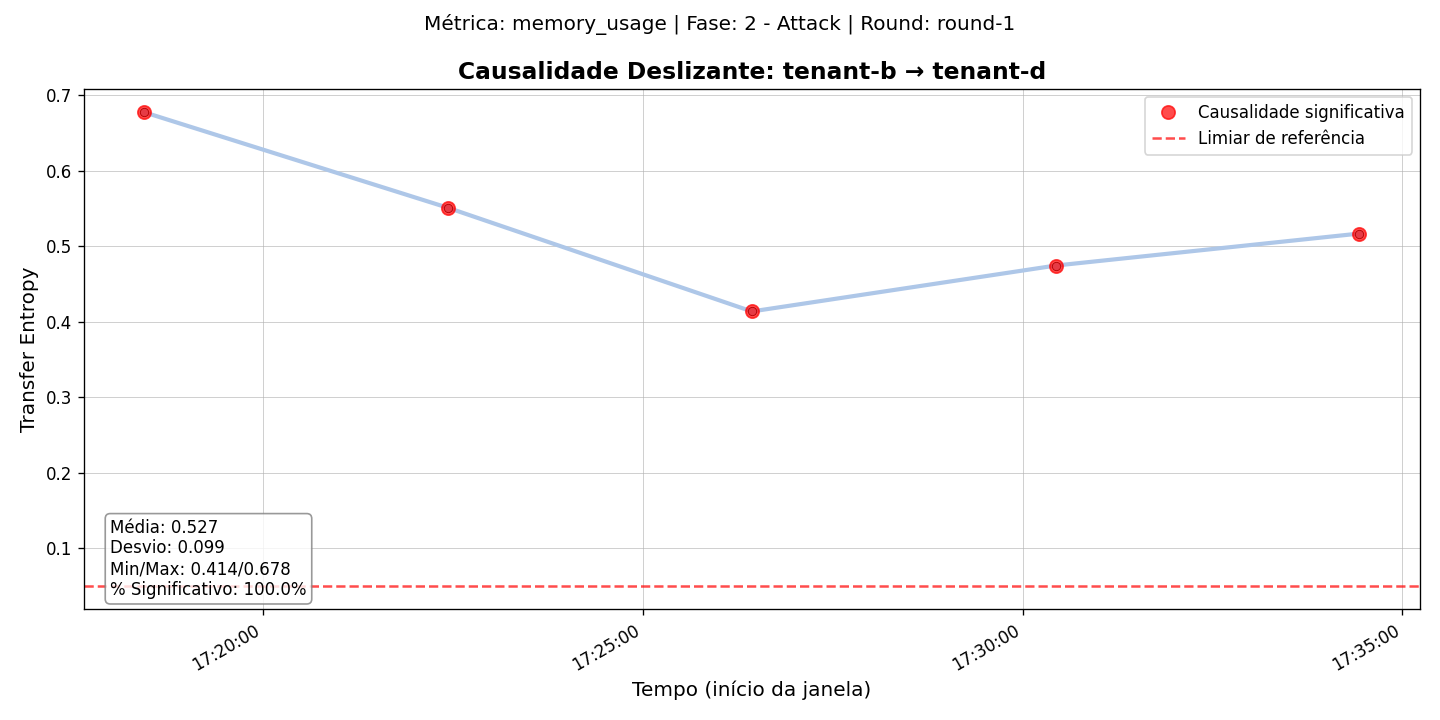 Métrica: memory_usage | Fase: 2 - Attack | Round: round-1
Causalidade Deslizante: tenant-b → tenant-d
Causalidade significativa
Limiar de referência
Transfer Entropy
0.7
0.6
0.5
0.4
0.3
0.2
0.1
Média: 0.527
Desvio: 0.099
Min/Max: 0.414/0.678
% Significativo: 100.0%
17:20:00
17:25:00
17:30:00
17:35:00
Tempo (início da janela)